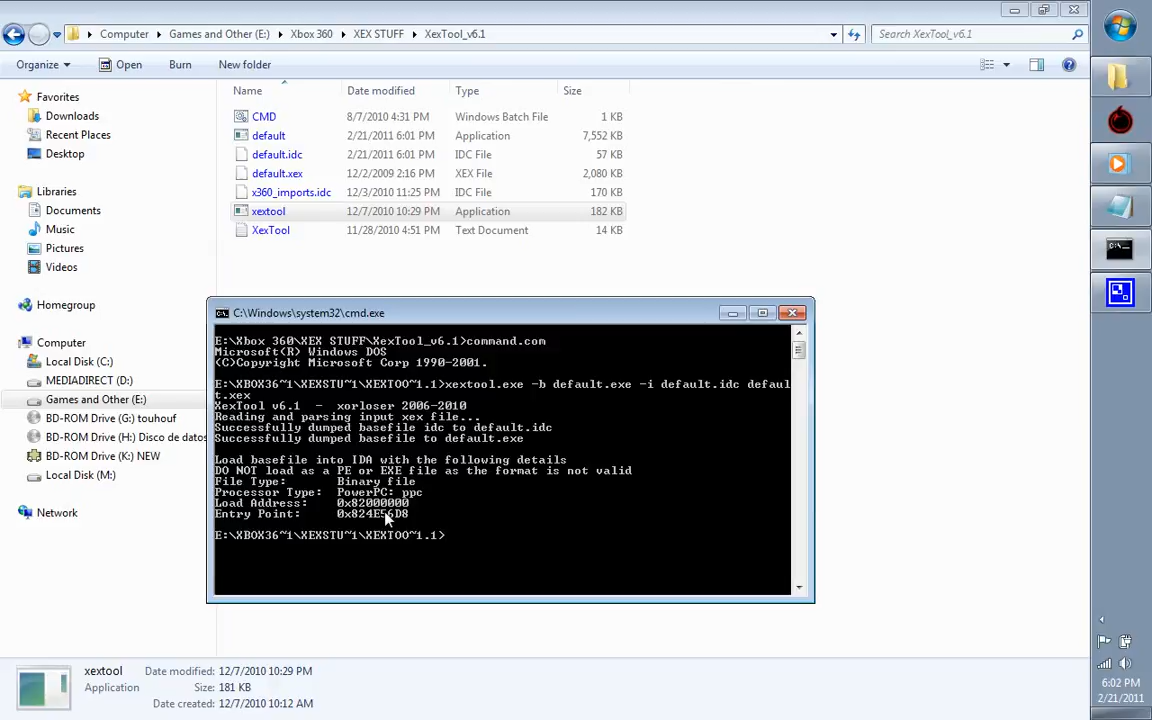 Computer ▸ Games and Other (E:) ▸ Xbox 360 ▸ XEX STUFF ▸ XexTool_v6.1
Search XexTool_v6.1
Organize Open Burn New folder
Name Date modified Type Size
Favorites
Downloads
Recent Places
Desktop
Libraries
Documents
Music
Pictures
Videos
Homegroup
Computer
Local Disk (C:)
MEDIADIRECT (D:)
Games and Other (E:)
BD-ROM Drive (G:) touhouf
BD-ROM Drive (H:) Disco de datos
BD-ROM Drive (K:) NEW
Local Disk (M:)
Network
CMD 8/7/2010 4:31 PM Windows Batch File 1 KB
default 2/21/2011 6:01 PM Application 7,552 KB
default.idc 2/21/2011 6:01 PM IDC File 57 KB
default.xex 12/2/2009 2:16 PM XEX File 2,080 KB
x360_imports.idc 12/3/2010 11:25 PM IDC File 170 KB
xextool 12/7/2010 10:29 PM Application 182 KB
XexTool 11/28/2010 4:51 PM Text Document 14 KB
C:\Windows\system32\cmd.exe
E:\Xbox 360\XEX STUFF\XexTool_v6.1>command.com
Microsoft(R) Windows DOS
(C)Copyright Microsoft Corp 1990-2001.
E:\XBOX36~1\XEXSTU~1\XEXTOO~1.1>xextool.exe -b default.exe -i default.idc defaul
t.xex
XexTool v6.1 - xorloser 2006-2010
Reading and parsing input xex file...
Successfully dumped basefile idc to default.idc
Successfully dumped basefile to default.exe
Load basefile into IDA with the following details
DO NOT load as a PE or EXE file as the format is not valid
File Type: Binary file
Processor Type: PowerPC: ppc
Load Address: 0x82000000
Entry Point: 0x824E56D8
E:\XBOX36~1\XEXSTU~1\XEXTOO~1.1>
xextool Date modified: 12/7/2010 10:29 PM
Application Size: 181 KB
Date created: 12/7/2010 10:12 AM
6:02 PM
2/21/2011